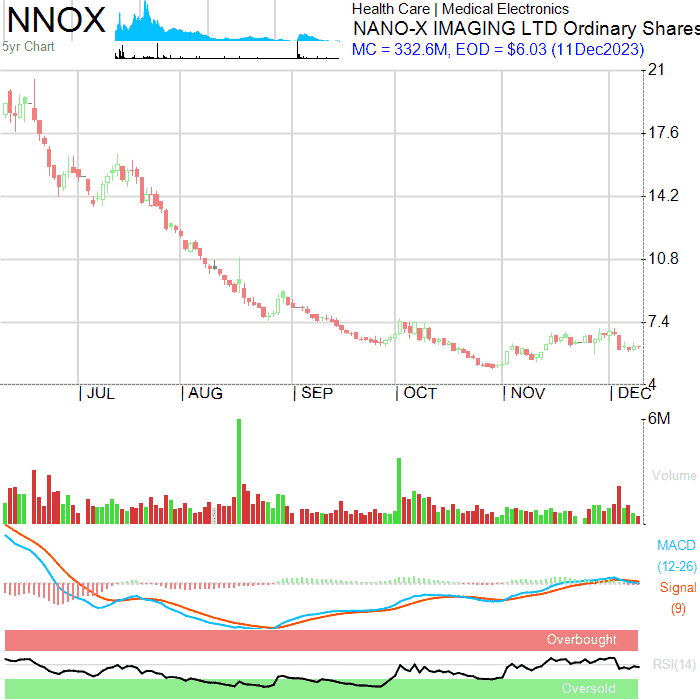 NNOX
5yr Chart
Health Care | Medical Electronics
NANO-X IMAGING LTD Ordinary Shares
MC = 332.6M, EOD = $6.03 (11Dec2023)
21
17.6
14.2
10.8
7.4
4
JUL
AUG
SEP
OCT
NOV
DEC
6M
Volume
MACD
(12-26)
Signal
(9)
Overbought
RSI(14)
Oversold